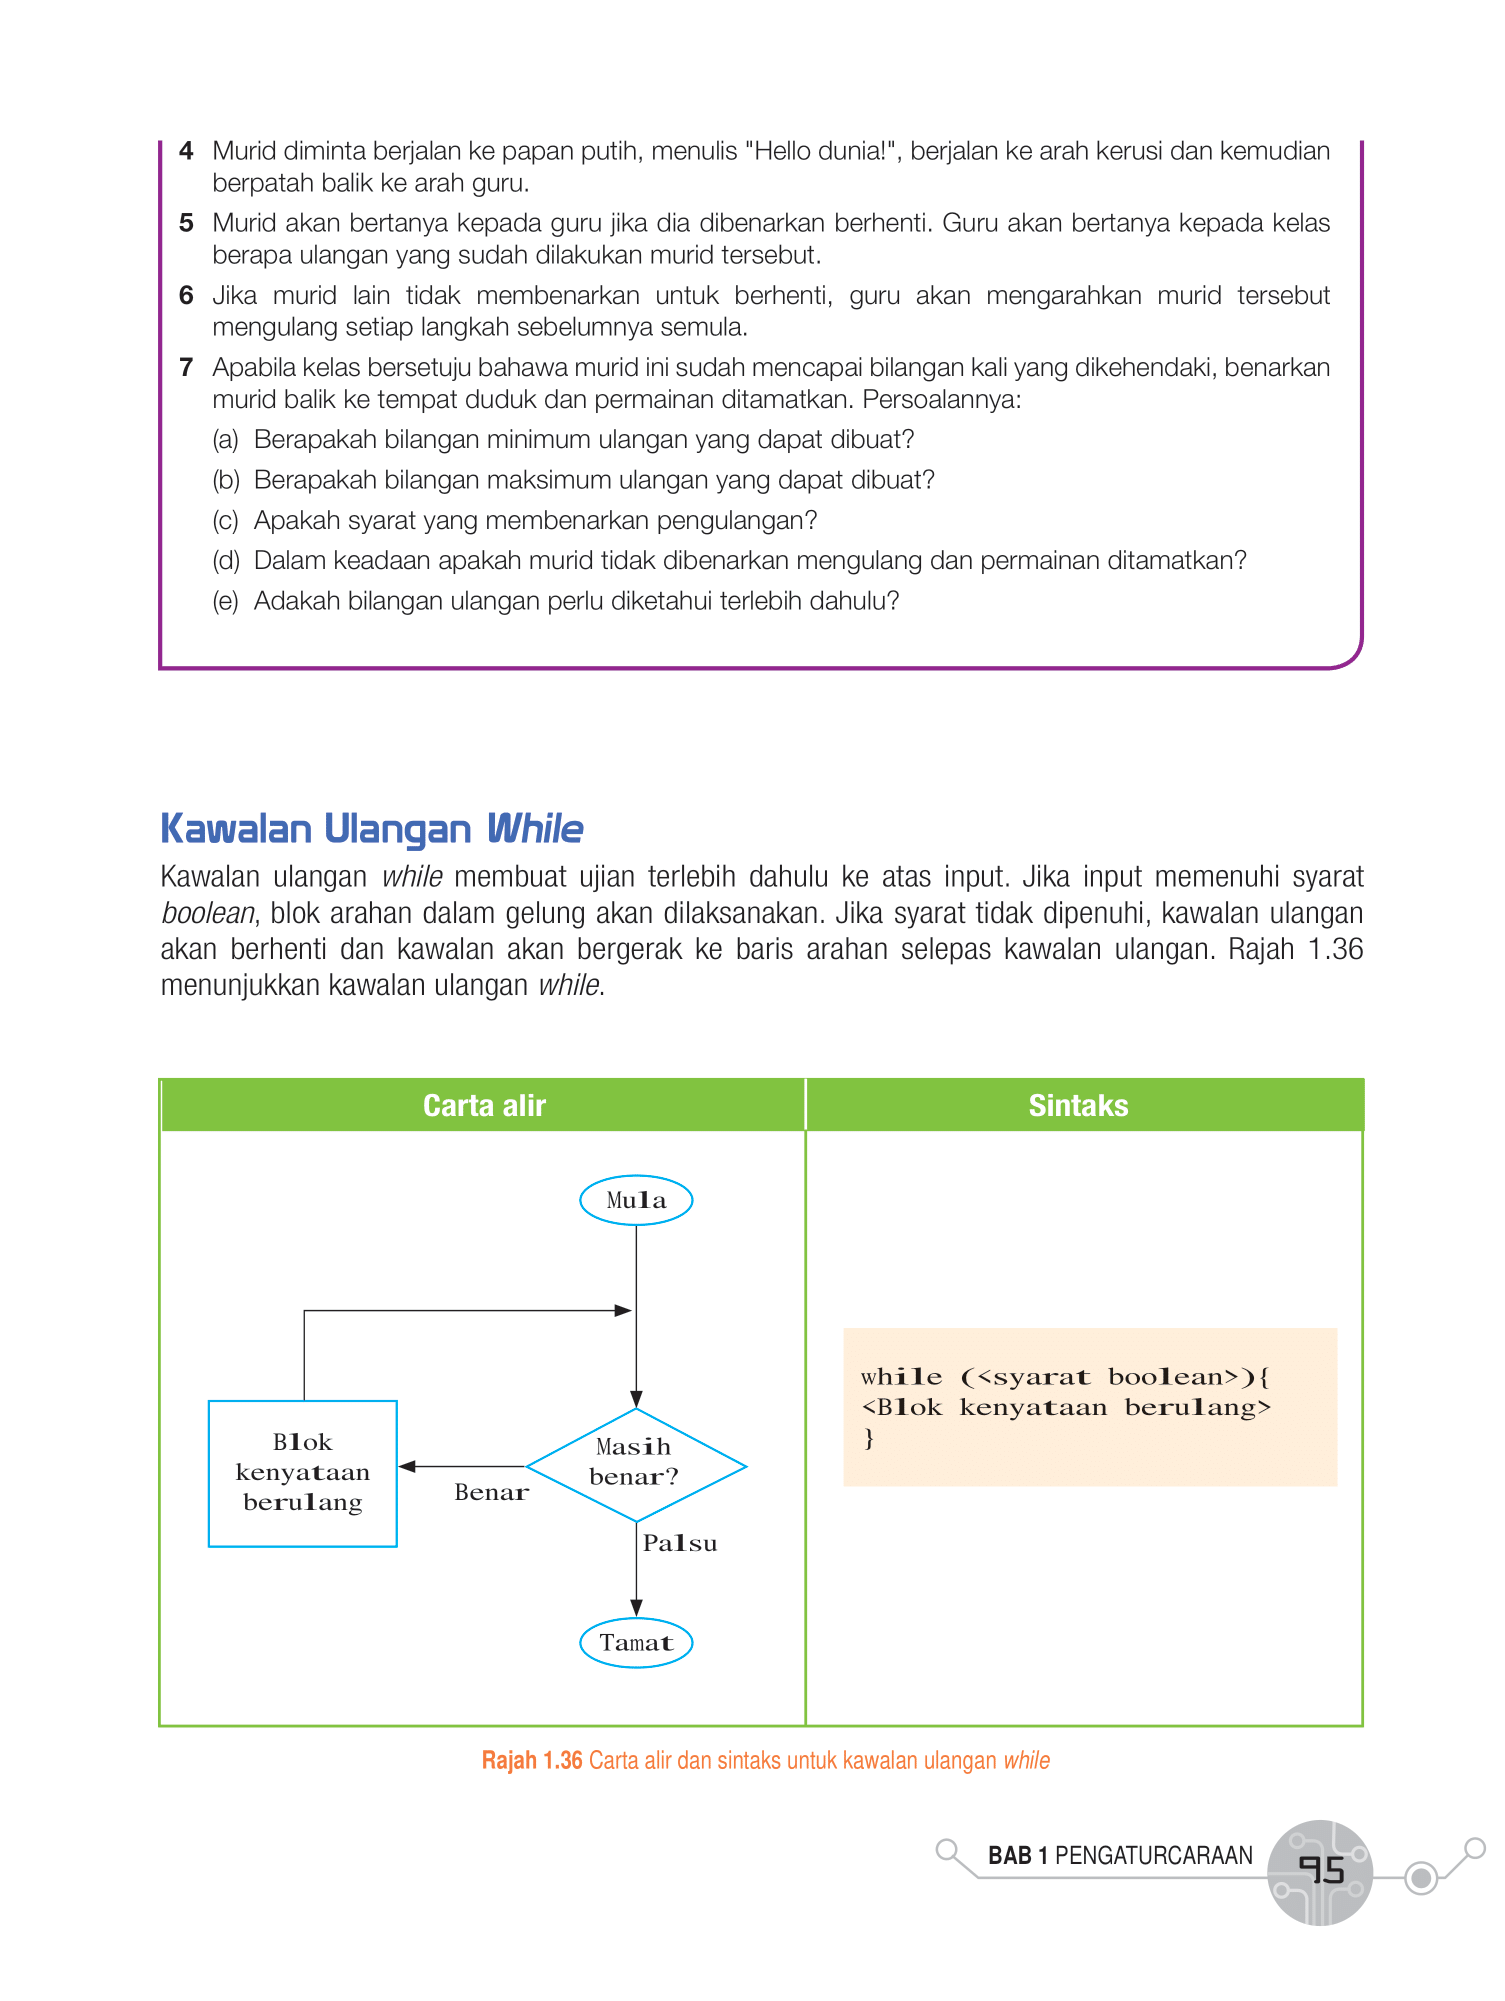 4 Murid diminta berjalan ke papan putih, menulis "Hello dunia!", berjalan ke arah kerusi dan kemudian
berpatah balik ke arah guru.
5 Murid akan bertanya kepada guru jika dia dibenarkan berhenti. Guru akan bertanya kepada kelas
berapa ulangan yang sudah dilakukan murid tersebut.
6 Jika murid lain tidak membenarkan untuk berhenti, guru akan mengarahkan murid tersebut
mengulang setiap langkah sebelumnya semula.
7 Apabila kelas bersetuju bahawa murid ini sudah mencapai bilangan kali yang dikehendaki, benarkan
murid balik ke tempat duduk dan permainan ditamatkan. Persoalannya:
(a) Berapakah bilangan minimum ulangan yang dapat dibuat?
(b) Berapakah bilangan maksimum ulangan yang dapat dibuat?
(c) Apakah syarat yang membenarkan pengulangan?
(d) Dalam keadaan apakah murid tidak dibenarkan mengulang dan permainan ditamatkan?
(e) Adakah bilangan ulangan perlu diketahui terlebih dahulu?
Kawalan Ulangan While
Kawalan ulangan while membuat ujian terlebih dahulu ke atas input. Jika input memenuhi syarat
boolean, blok arahan dalam gelung akan dilaksanakan. Jika syarat tidak dipenuhi, kawalan ulangan
akan berhenti dan kawalan akan bergerak ke baris arahan selepas kawalan ulangan. Rajah 1.36
menunjukkan kawalan ulangan while.
Carta alir
Mula
Masih
benar?
Benar
Blok
kenyataan
berulang
Palsu
Tamat
Sintaks
while (<syarat boolean>){
<Blok kenyataan berulang>
}
Rajah 1.36 Carta alir dan sintaks untuk kawalan ulangan while
BAB 1 PENGATURCARAAN
95